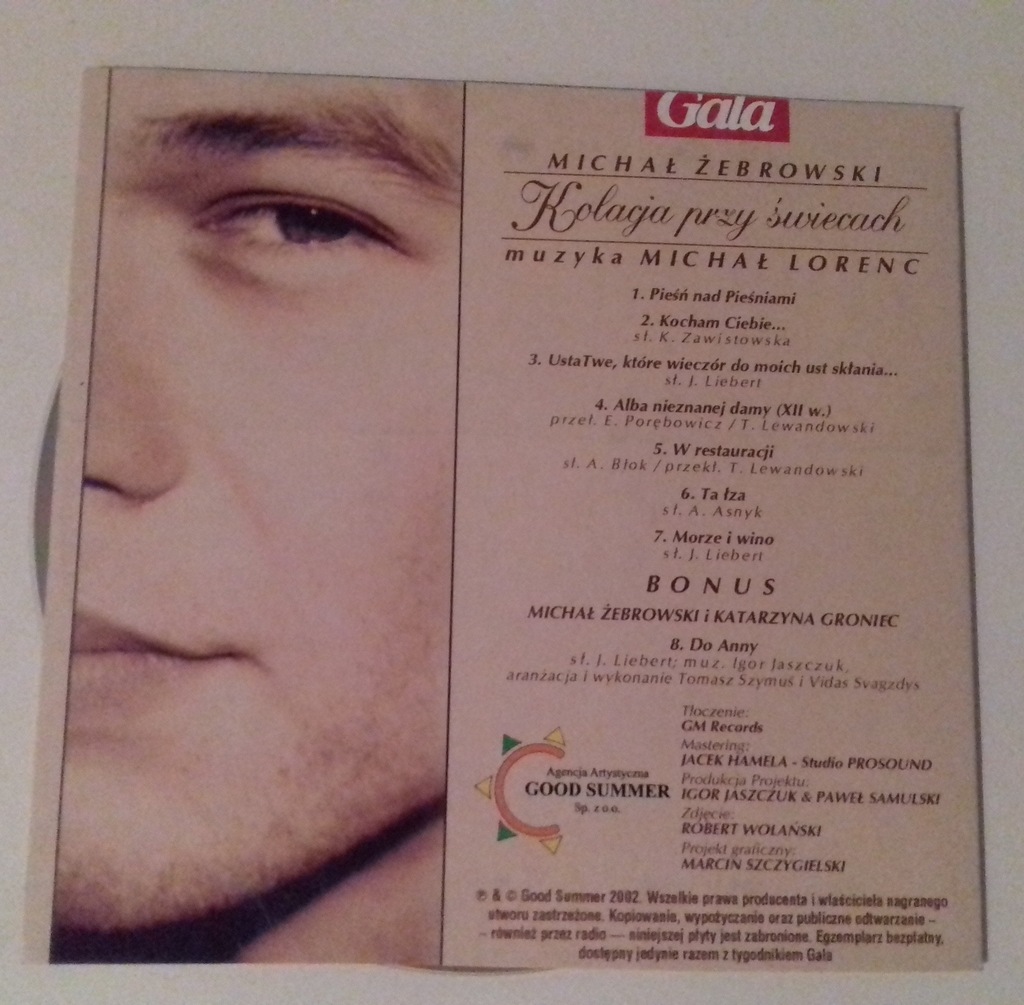 Gala
MICHAŁ ŻEBROWSKI
Kolacja przy świecach
muzyka MICHAŁ LORENC
1. Pieśń nad Pieśniami
2. Kocham Ciebie...
sł. K. Zawistowska
3. UstaTwe, które wieczór do moich ust skłania...
sł. J. Liebert
4. Alba nieznanej damy (XII w.)
przeł. E. Porębowicz / T. Lewandowski
5. W restauracji
sł. A. Błok / przekł. T. Lewandowski
6. Ta łza
sł. A. Asnyk
7. Morze i wino
sł. J. Liebert
BONUS
MICHAŁ ŻEBROWSKI i KATARZYNA GRONIEC
8. Do Anny
sł. J. Liebert; muz. Igor Jaszczuk,
aranżacja i wykonanie Tomasz Szymuś i Vidas Svagzdys
Tłoczenie:
GM Records
Mastering:
JACEK HAMELA - Studio PROSOUND
Produkcja Projektu:
IGOR JASZCZUK & PAWEŁ SAMULSKI
Zdjęcie:
ROBERT WOLAŃSKI
Projekt graficzny:
MARCIN SZCZYGIELSKI
Agencja Artystyczna
GOOD SUMMER
Sp. z o.o.
℗ & © Good Summer 2002. Wszelkie prawa producenta i właściciela nagranego
utworu zastrzeżone. Kopiowanie, wypożyczanie oraz publiczne odtwarzanie –
– również przez radio — niniejszej płyty jest zabronione. Egzemplarz bezpłatny,
dostępny jedynie razem z tygodnikiem Gala